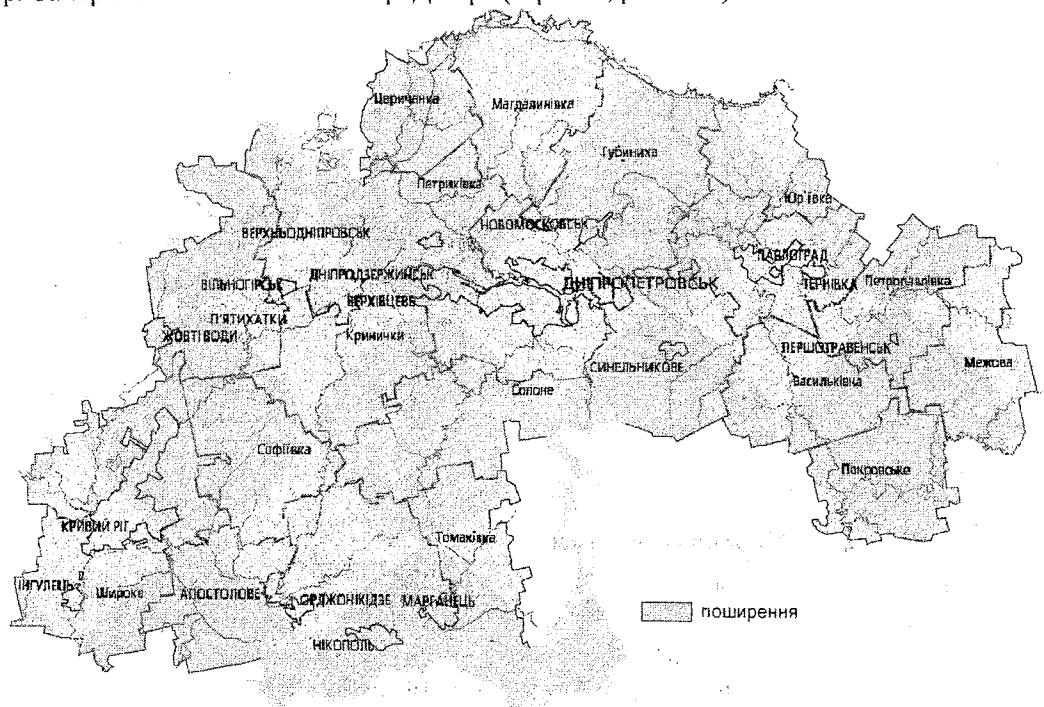 Царичанка
Магдалинівка
Губиниха
Петриківка
Юр'ївка
НОВОМОСКОВСЬК
ВЕРХНЬОДНІПРОВСЬК
ПАВЛОГРАД
ДНІПРОДЗЕРЖИНСЬК
ВІЛЬНОГІРСЬК
ДНІПРОПЕТРОВСЬК
ТЕРНІВКА
Петропавлівка
ВЕРХІВЦЕВЕ
П'ЯТИХАТКИ
ЖОВТІ ВОДИ
Кринички
ПЕРШОТРАВЕНСЬК
Межова
СИНЕЛЬНИКОВЕ
Васильківка
Солоне
Софіївка
Покровське
КРИВИЙ РІГ
Томаківка
ІНГУЛЕЦЬ
Широке
АПОСТОЛОВЕ
ОРДЖОНІКІДЗЕ
МАРГАНЕЦЬ
поширення
НІКОПОЛЬ